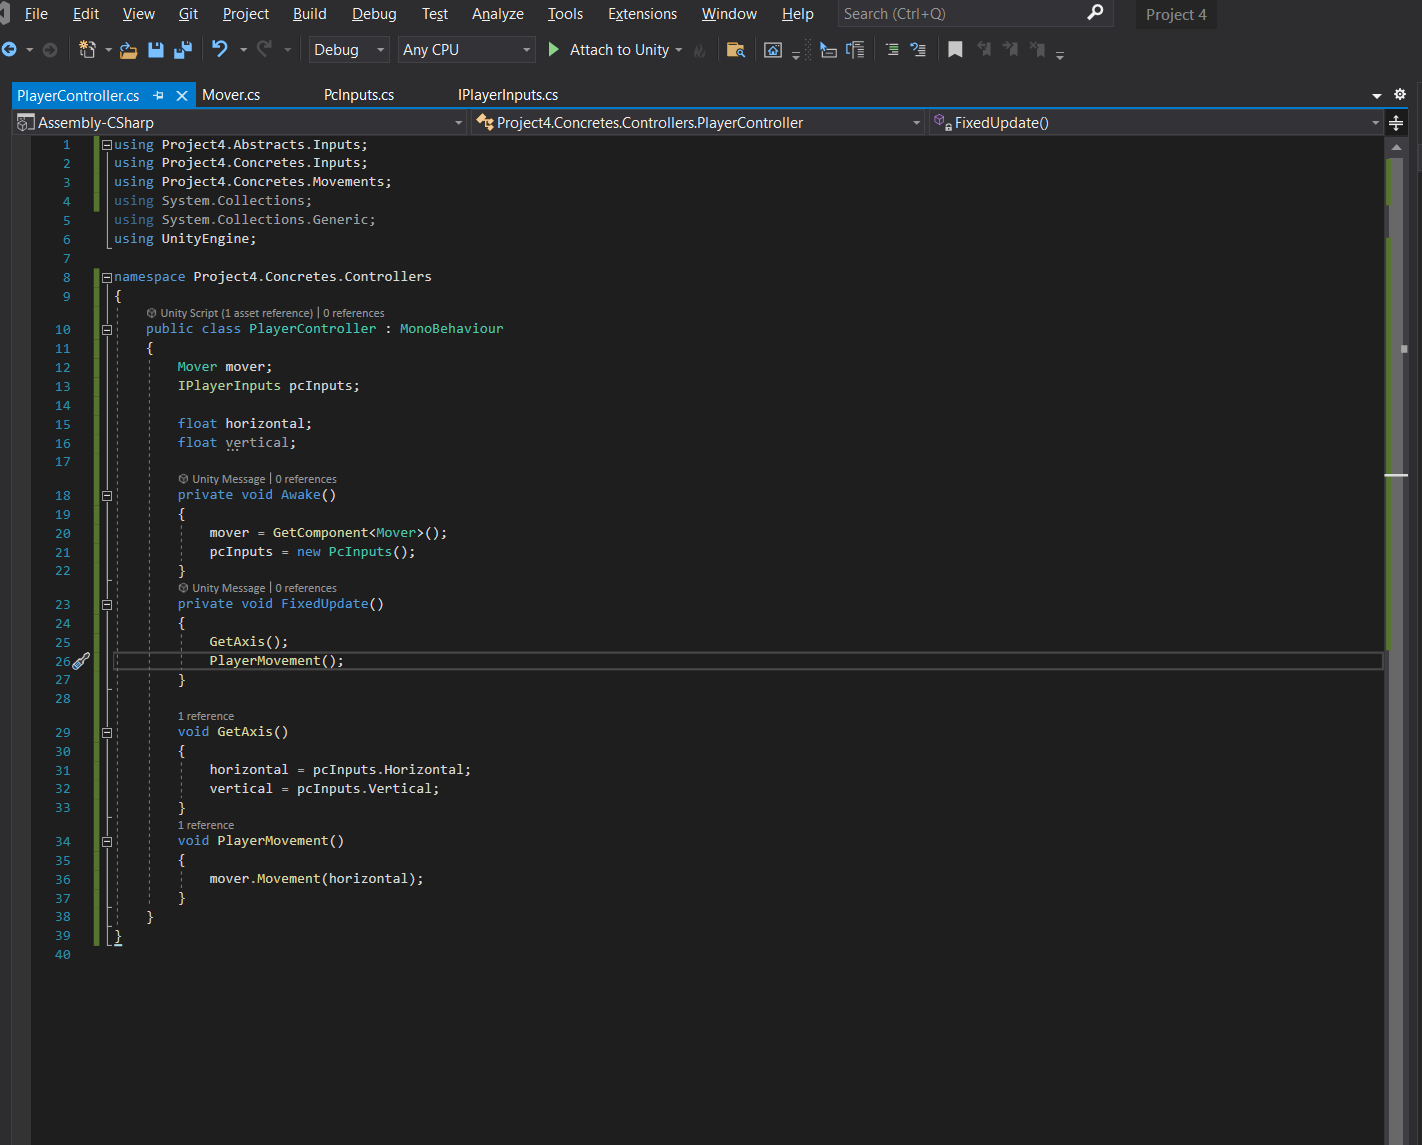 File Edit View Git Project Build Debug Test Analyze Tools Extensions Window Help Search (Ctrl+Q) Project 4
Debug Any CPU Attach to Unity
PlayerController.cs Mover.cs PcInputs.cs IPlayerInputs.cs
Assembly-CSharp Project4.Concretes.Controllers.PlayerController FixedUpdate()
1 using Project4.Abstracts.Inputs;
2 using Project4.Concretes.Inputs;
3 using Project4.Concretes.Movements;
4 using System.Collections;
5 using System.Collections.Generic;
6 using UnityEngine;
7
8 namespace Project4.Concretes.Controllers
9 {
Unity Script (1 asset reference) | 0 references
10 public class PlayerController : MonoBehaviour
11 {
12 Mover mover;
13 IPlayerInputs pcInputs;
14
15 float horizontal;
16 float vertical;
17
Unity Message | 0 references
18 private void Awake()
19 {
20 mover = GetComponent<Mover>();
21 pcInputs = new PcInputs();
22 }
Unity Message | 0 references
23 private void FixedUpdate()
24 {
25 GetAxis();
26 PlayerMovement();
27 }
28
1 reference
29 void GetAxis()
30 {
31 horizontal = pcInputs.Horizontal;
32 vertical = pcInputs.Vertical;
33 }
1 reference
34 void PlayerMovement()
35 {
36 mover.Movement(horizontal);
37 }
38 }
39 }
40